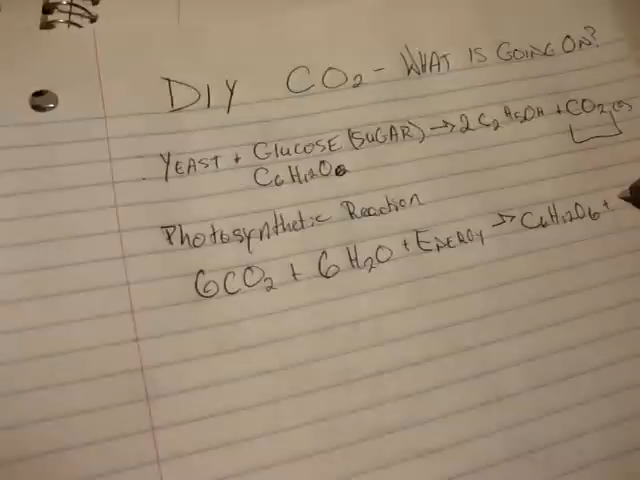 DIY CO2 - WHAT IS GOING ON?
YEAST + GLUCOSE (SUGAR) → 2C2H5OH + CO2(G)
C6H12O6
Photosynthetic Reaction
6CO2 + 6H2O + ENERGY → C6H12O6 +